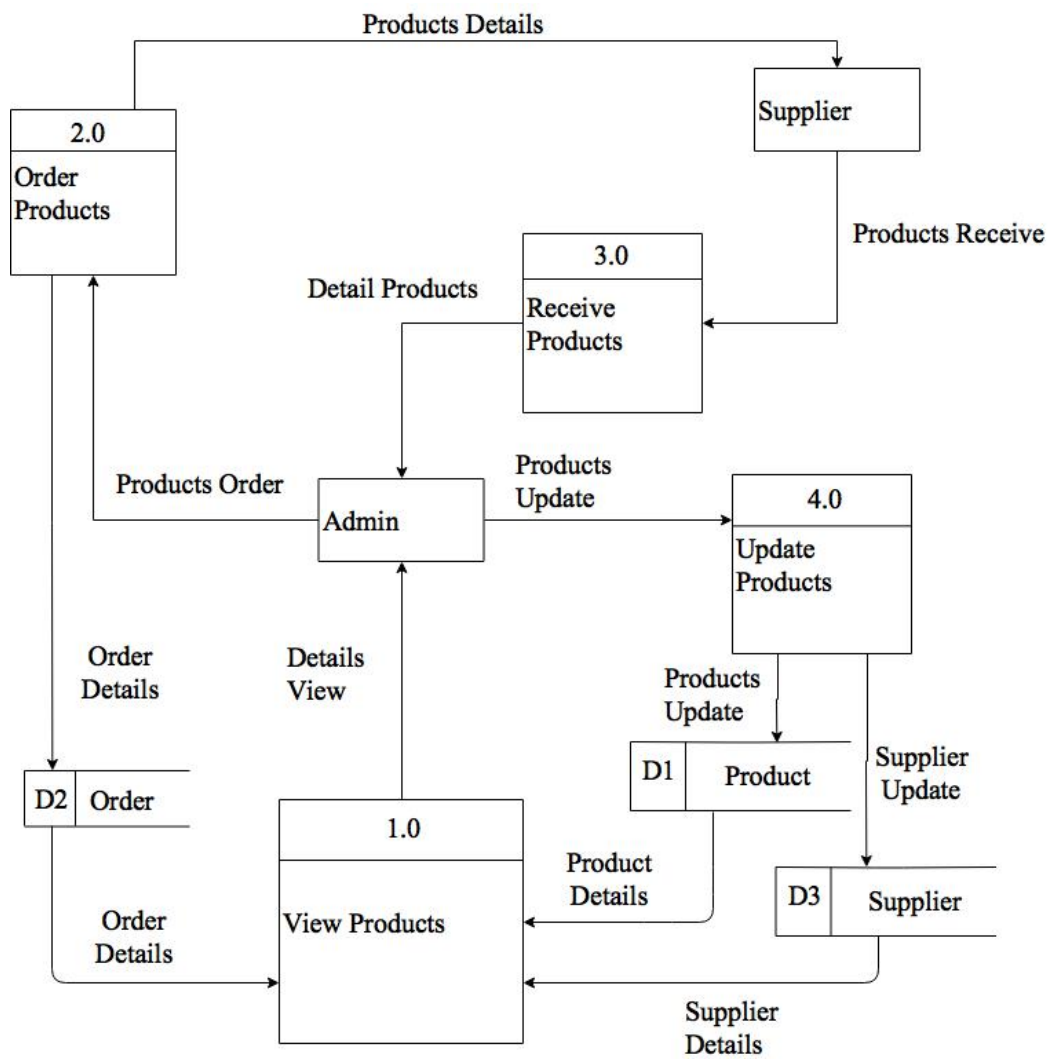 Products Details
Supplier
2.0
Order
Products
Products Receive
3.0
Receive
Products
Detail Products
Products Order
Admin
Products
Update
4.0
Update
Products
Order
Details
Details
View
Products
Update
Supplier
Update
D1
Product
D2
Order
1.0
View Products
Product
Details
D3
Supplier
Order
Details
Supplier
Details